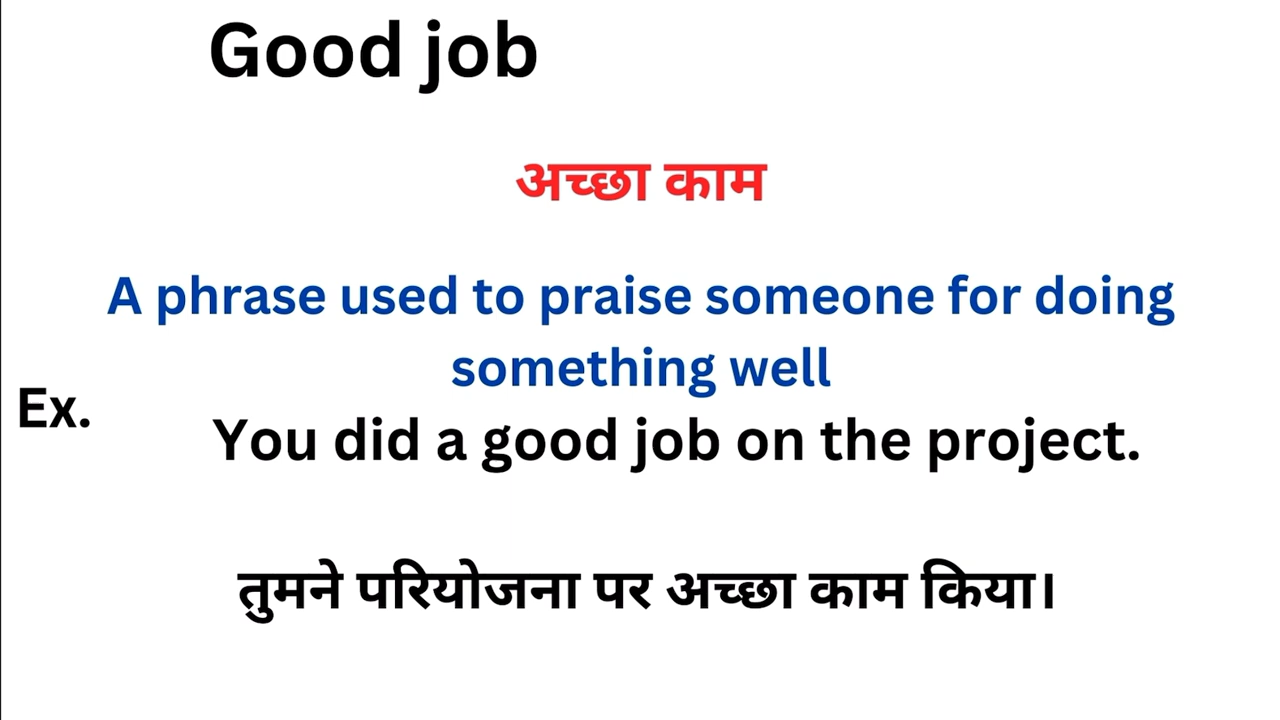 Good job
अच्छा काम
A phrase used to praise someone for doing
something well
Ex.
You did a good job on the project.
तुमने परियोजना पर अच्छा काम किया।